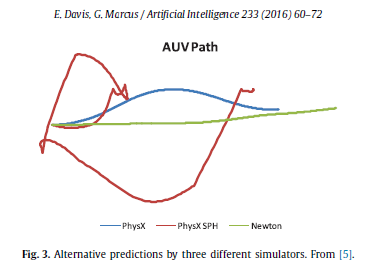 E. Davis, G. Marcus / Artificial Intelligence 233 (2016) 60–72
AUV Path
PhysX PhysX SPH Newton
Fig. 3. Alternative predictions by three different simulators. From [5].